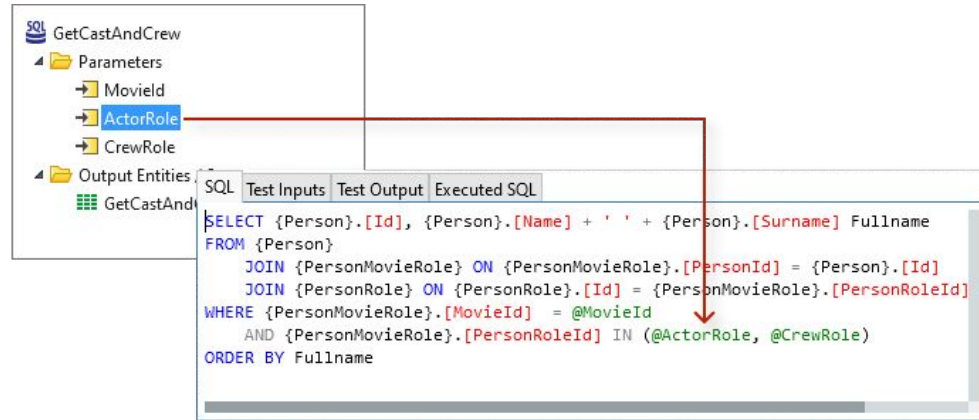 SQL
GetCastAndCrew
Parameters
MovieId
ActorRole
CrewRole
Output Entities
GetCastAnd
SQL Test Inputs Test Output Executed SQL
SELECT {Person}.[Id], {Person}.[Name] + ' ' + {Person}.[Surname] Fullname
FROM {Person}
JOIN {PersonMovieRole} ON {PersonMovieRole}.[PersonId] = {Person}.[Id]
JOIN {PersonRole} ON {PersonRole}.[Id] = {PersonMovieRole}.[PersonRoleId]
WHERE {PersonMovieRole}.[MovieId] = @MovieId
AND {PersonMovieRole}.[PersonRoleId] IN (@ActorRole, @CrewRole)
ORDER BY Fullname